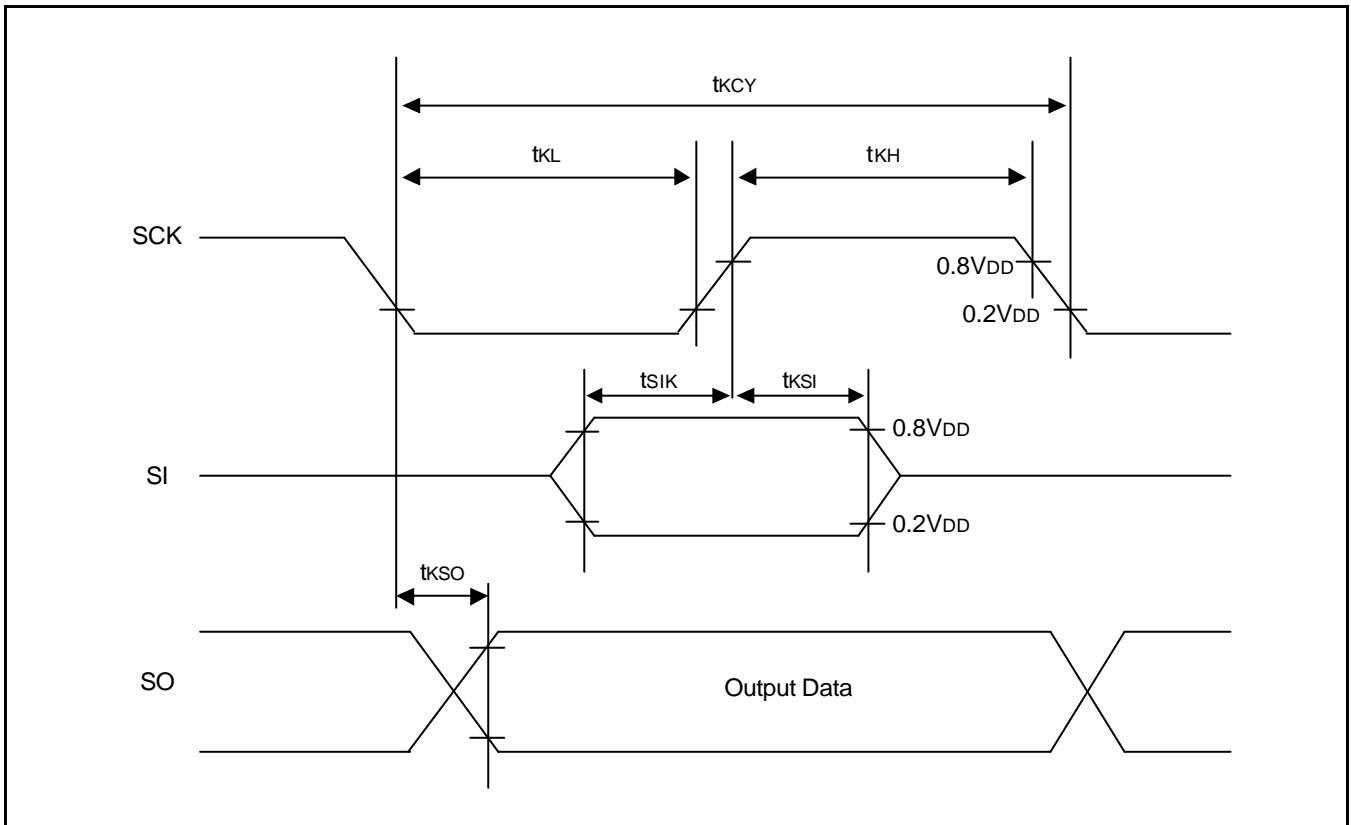 tKCY
tKL
tKH
SCK
0.8VDD
0.2VDD
tSIK
tKSI
0.8VDD
SI
0.2VDD
tKSO
SO
Output Data